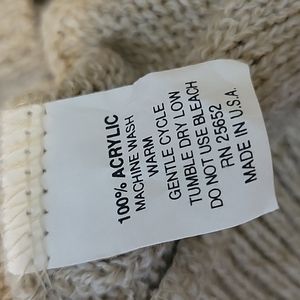 100% ACRYLIC
MACHINE WASH
WARM
GENTLE CYCLE
TUMBLE DRY LOW
DO NOT USE BLEACH
RN 25652
MADE IN U.S.A.